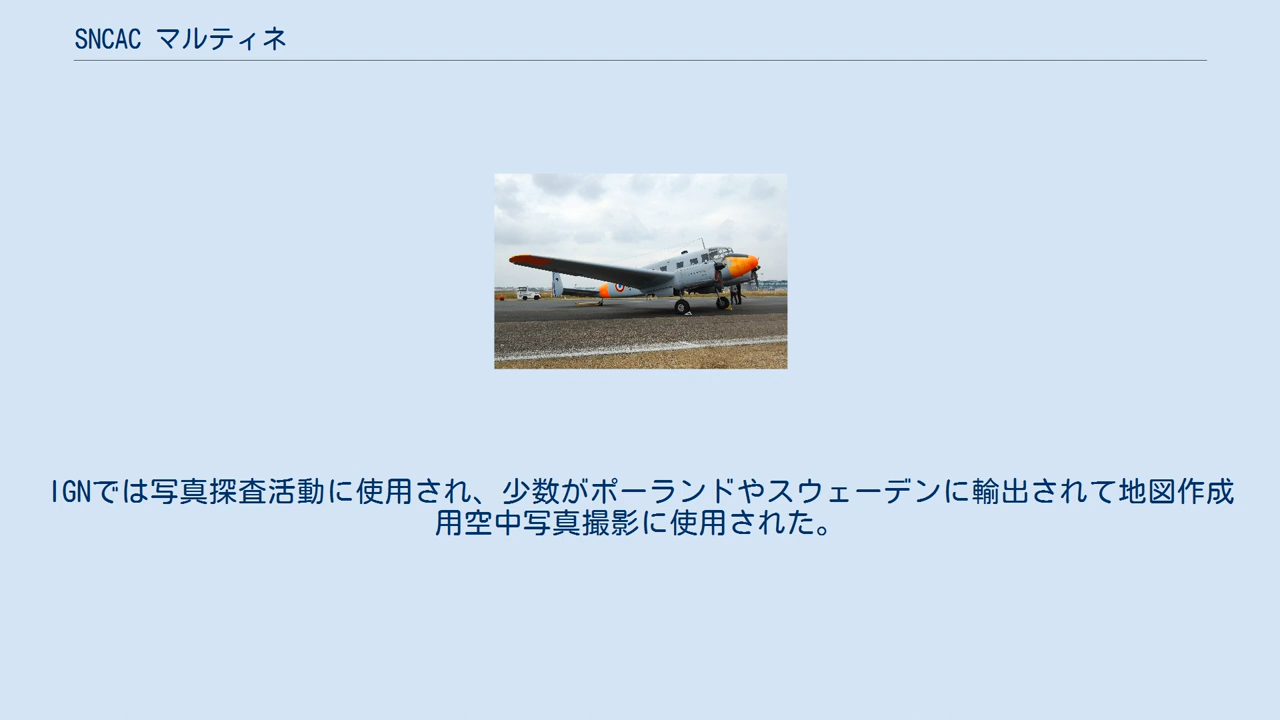 SNCAC マルティネ
IGNでは写真探査活動に使用され、少数がポーランドやスウェーデンに輸出されて地図作成
用空中写真撮影に使用された。